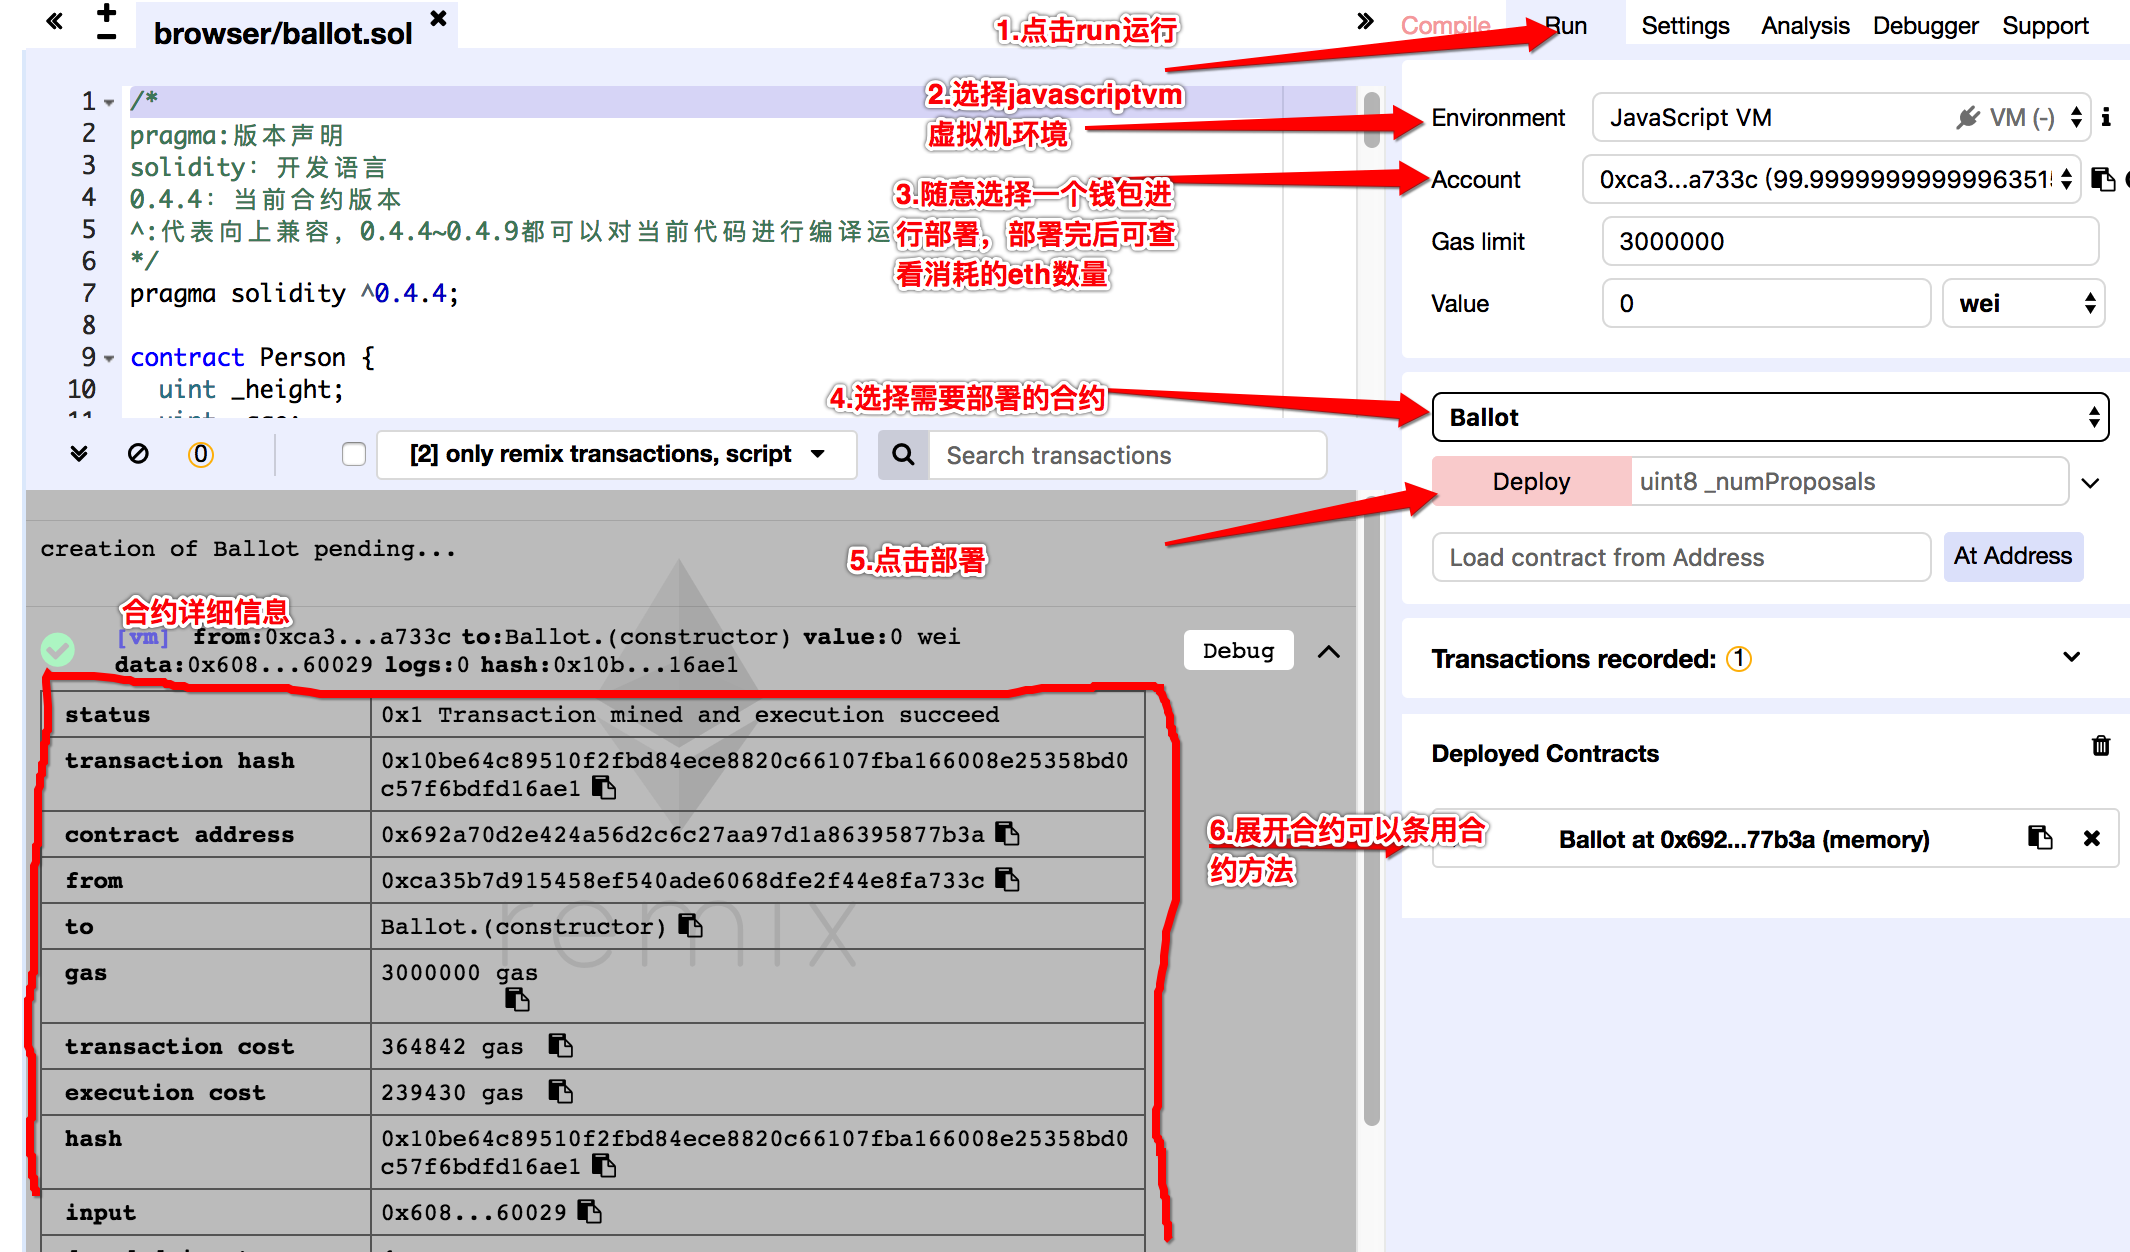 browser/ballot.sol
1.点击run运行
Compile
Run
Settings
Analysis
Debugger
Support
1 /*
2 pragma:版本声明
3 solidity: 开发语言
4 0.4.4: 当前合约版本
5 ^:代表向上兼容, 0.4.4~0.4.9都可以对当前代码进行编译运
6 */
7 pragma solidity ^0.4.4;
8
9 contract Person {
10 uint _height;
11
2.选择javascriptvm
虚拟机环境
3.随意选择一个钱包进
行部署，部署完后可查
看消耗的eth数量
4.选择需要部署的合约
Environment
JavaScript VM
VM (-)
Account
0xca3...a733c (99.9999999999996351
Gas limit
3000000
Value
0
wei
Ballot
Deploy
uint8 _numProposals
Load contract from Address
At Address
Transactions recorded: 1
Deployed Contracts
Ballot at 0x692...77b3a (memory)
0
[2] only remix transactions, script
Search transactions
creation of Ballot pending...
5.点击部署
合约详细信息
[vm] from:0xca3...a733c to:Ballot.(constructor) value:0 wei
data:0x608...60029 logs:0 hash:0x10b...16ae1
Debug
status 0x1 Transaction mined and execution succeed
transaction hash 0x10be64c89510f2fbd84ece8820c66107fba166008e25358bd0
c57f6bdfd16ae1
contract address 0x692a70d2e424a56d2c6c27aa97d1a86395877b3a
from 0xca35b7d915458ef540ade6068dfe2f44e8fa733c
to Ballot.(constructor)
gas 3000000 gas
transaction cost 364842 gas
execution cost 239430 gas
hash 0x10be64c89510f2fbd84ece8820c66107fba166008e25358bd0
c57f6bdfd16ae1
input 0x608...60029
remix
6.展开合约可以条用合
约方法